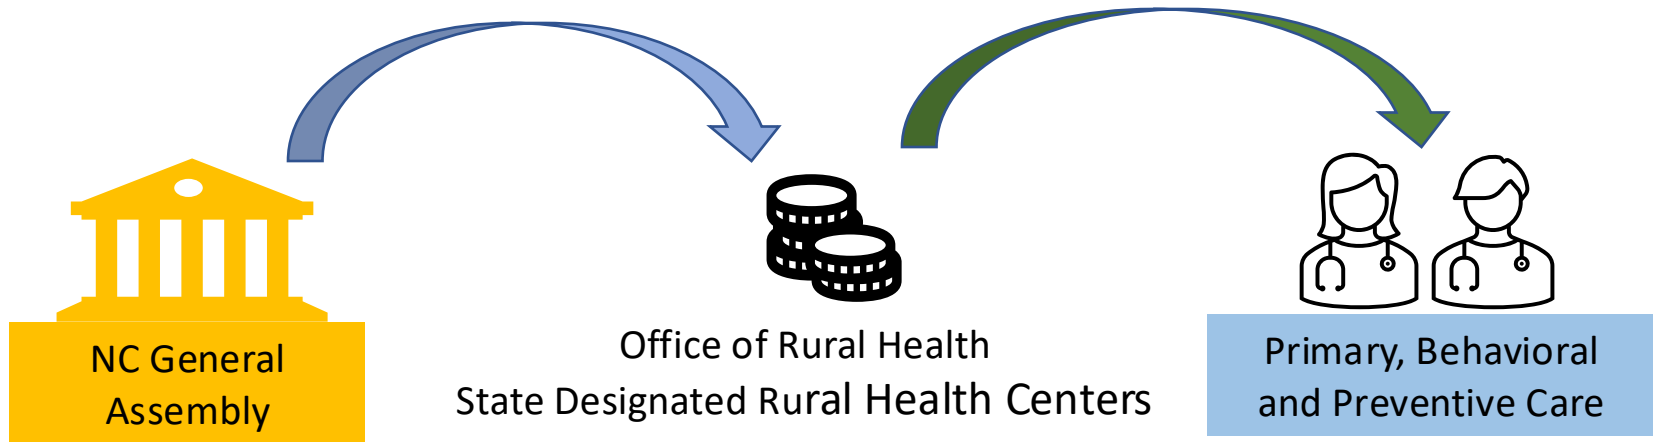 NC General
Assembly
Office of Rural Health
State Designated Rural Health Centers
Primary, Behavioral
and Preventive Care